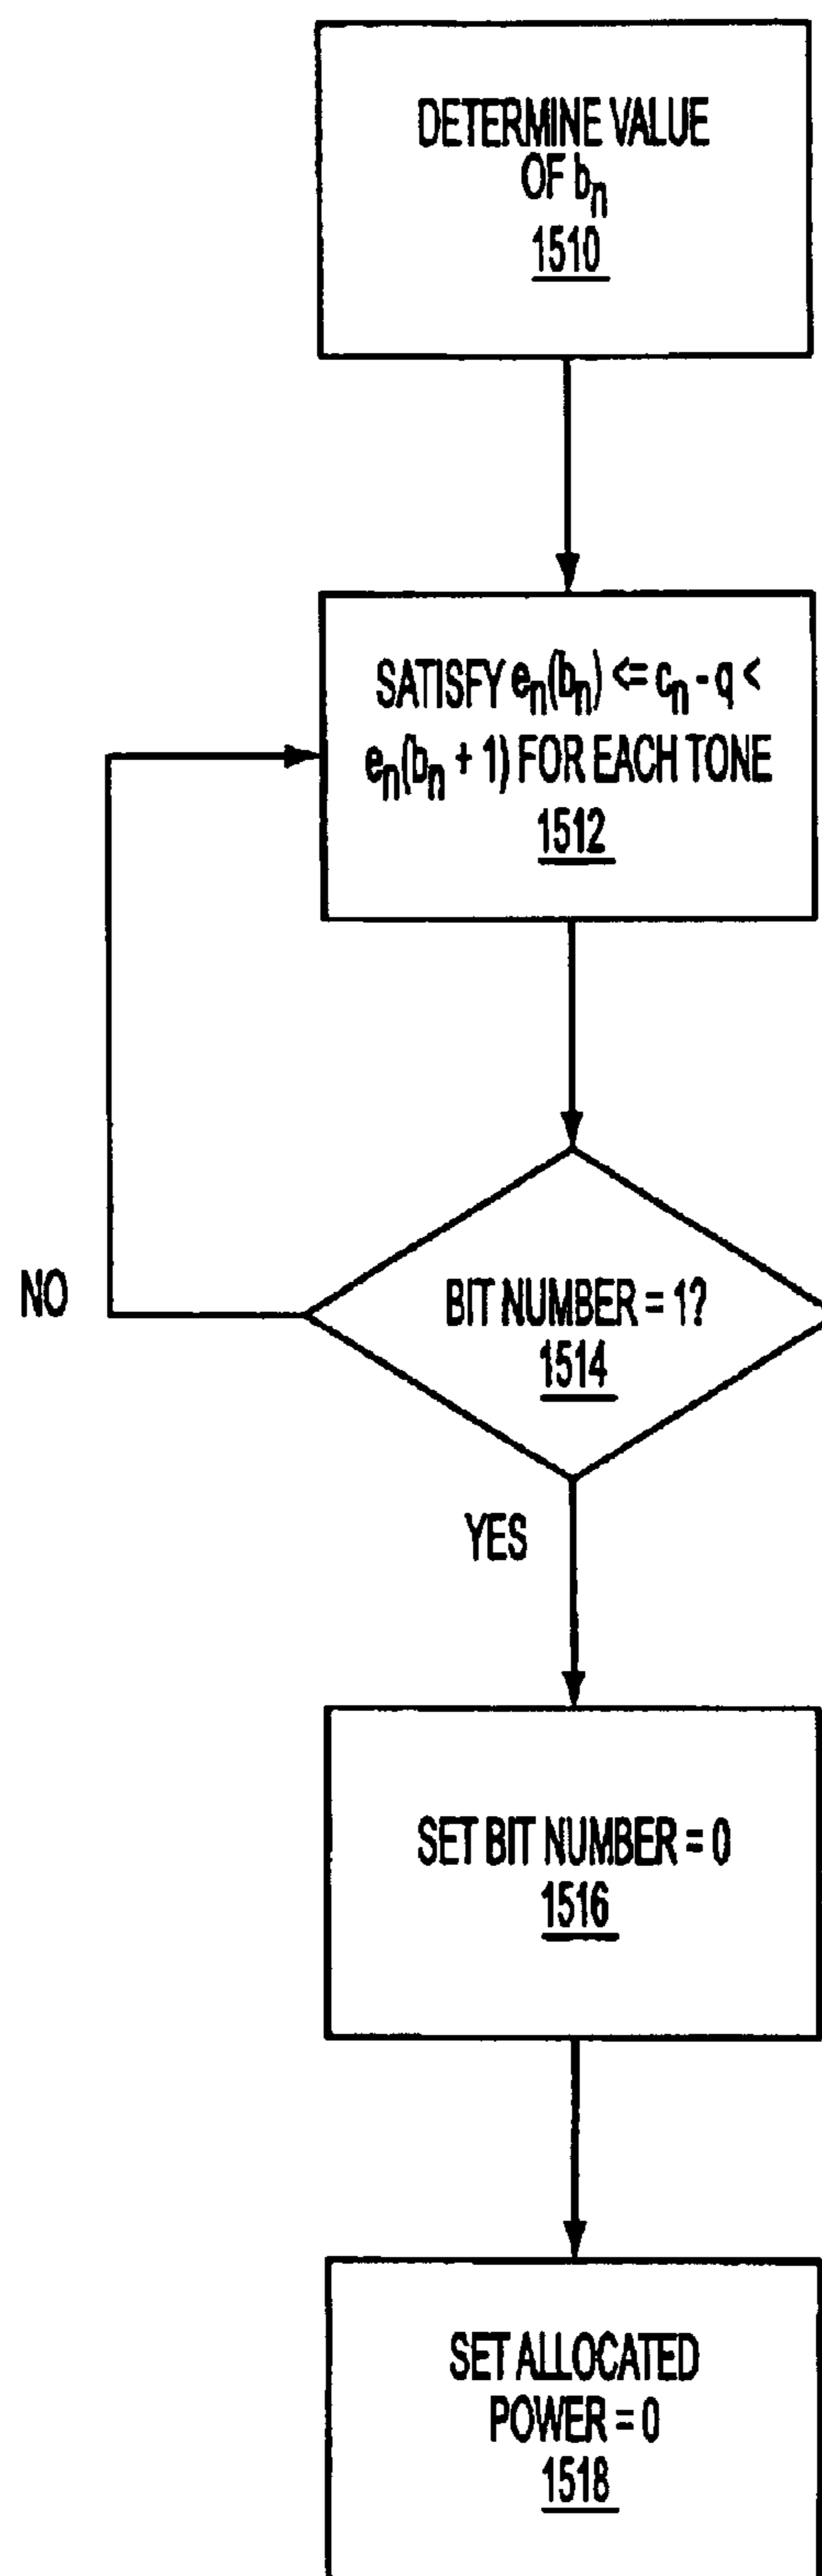 DETERMINE VALUE
OF bn
1510
SATISFY en(bn) <= cn - q <
en(bn + 1) FOR EACH TONE
1512
BIT NUMBER = 1?
1514
NO
YES
SET BIT NUMBER = 0
1516
SET ALLOCATED
POWER = 0
1518